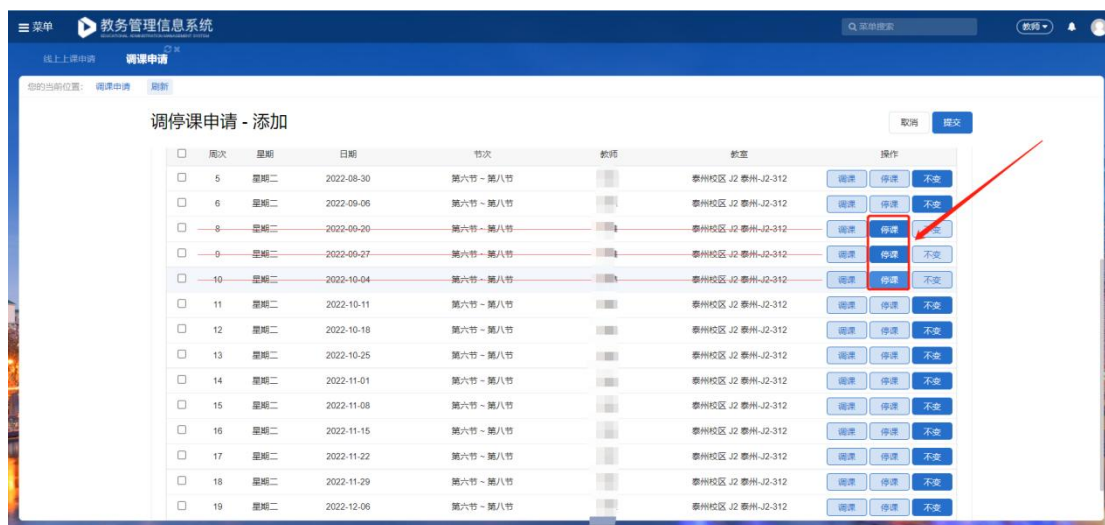 菜单 教务管理信息系统 菜单搜索 教师
线上上课申请 调课申请
您的当前位置: 调课申请 刷新
调停课申请 - 添加 取消 提交
周次 星期 日期 节次 教师 教室 操作
5 星期二 2022-08-30 第六节 ~ 第八节 泰州校区 J2 泰州-J2-312 调课 停课 不变
6 星期二 2022-09-06 第六节 ~ 第八节 泰州校区 J2 泰州-J2-312 调课 停课 不变
8 星期二 2022-09-20 第六节 ~ 第八节 泰州校区 J2 泰州-J2-312 调课 停课 不变
9 星期二 2022-09-27 第六节 ~ 第八节 泰州校区 J2 泰州-J2-312 调课 停课 不变
10 星期二 2022-10-04 第六节 ~ 第八节 泰州校区 J2 泰州-J2-312 调课 停课 不变
11 星期二 2022-10-11 第六节 ~ 第八节 泰州校区 J2 泰州-J2-312 调课 停课 不变
12 星期二 2022-10-18 第六节 ~ 第八节 泰州校区 J2 泰州-J2-312 调课 停课 不变
13 星期二 2022-10-25 第六节 ~ 第八节 泰州校区 J2 泰州-J2-312 调课 停课 不变
14 星期二 2022-11-01 第六节 ~ 第八节 泰州校区 J2 泰州-J2-312 调课 停课 不变
15 星期二 2022-11-08 第六节 ~ 第八节 泰州校区 J2 泰州-J2-312 调课 停课 不变
16 星期二 2022-11-15 第六节 ~ 第八节 泰州校区 J2 泰州-J2-312 调课 停课 不变
17 星期二 2022-11-22 第六节 ~ 第八节 泰州校区 J2 泰州-J2-312 调课 停课 不变
18 星期二 2022-11-29 第六节 ~ 第八节 泰州校区 J2 泰州-J2-312 调课 停课 不变
19 星期二 2022-12-06 第六节 ~ 第八节 泰州校区 J2 泰州-J2-312 调课 停课 不变